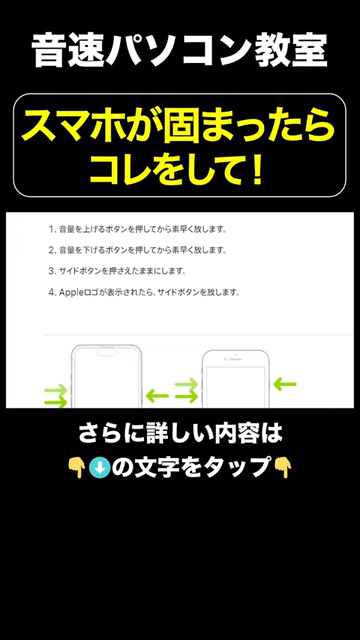 音速パソコン教室
スマホが固まったら
コレをして!
1. 音量を上げるボタンを押してから素早く放します。
2. 音量を下げるボタンを押してから素早く放します。
3. サイドボタンを押さえたままにします。
4. Appleロゴが表示されたら、サイドボタンを放します。
さらに詳しい内容は
👇⬇️の文字をタップ👇